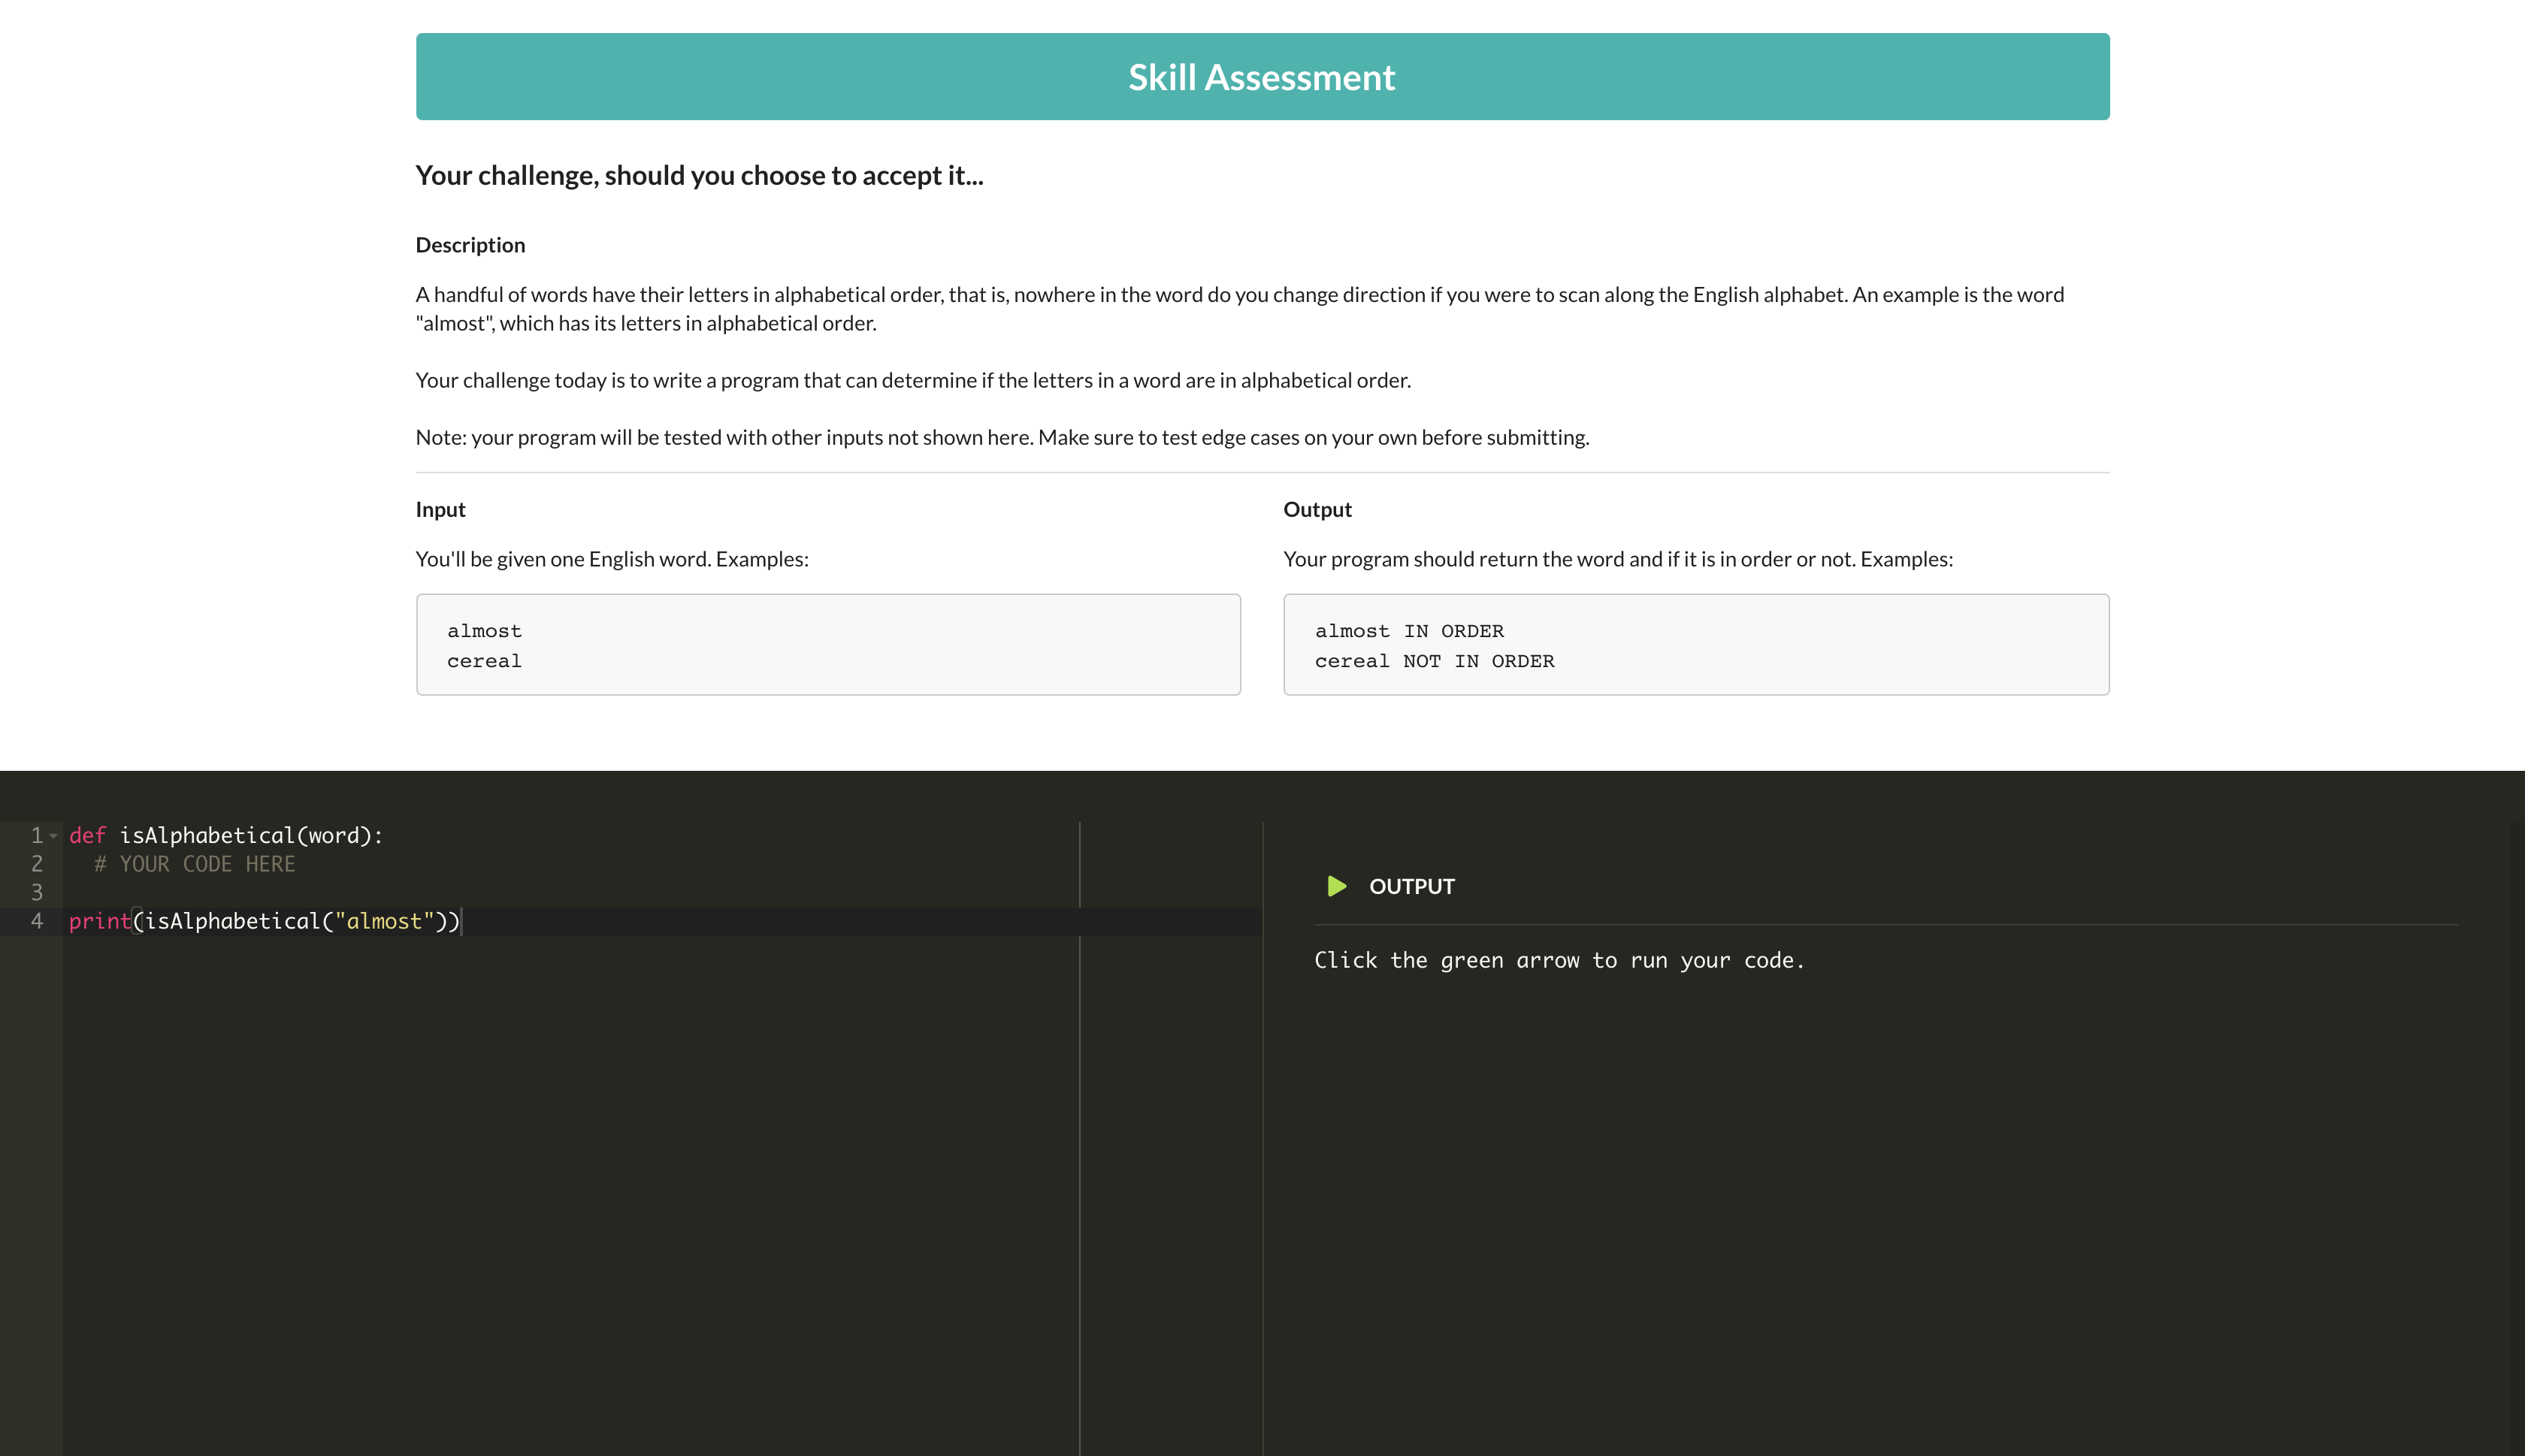 Skill Assessment
Your challenge, should you choose to accept it...
Description
A handful of words have their letters in alphabetical order, that is, nowhere in the word do you change direction if you were to scan along the English alphabet. An example is the word
"almost", which has its letters in alphabetical order.
Your challenge today is to write a program that can determine if the letters in a word are in alphabetical order.
Note: your program will be tested with other inputs not shown here. Make sure to test edge cases on your own before submitting.
Input
You'll be given one English word. Examples:
almost
cereal
Output
Your program should return the word and if it is in order or not. Examples:
almost IN ORDER
cereal NOT IN ORDER
1 def isAlphabetical(word):
2   # YOUR CODE HERE
3
4 print(isAlphabetical("almost"))
OUTPUT
Click the green arrow to run your code.